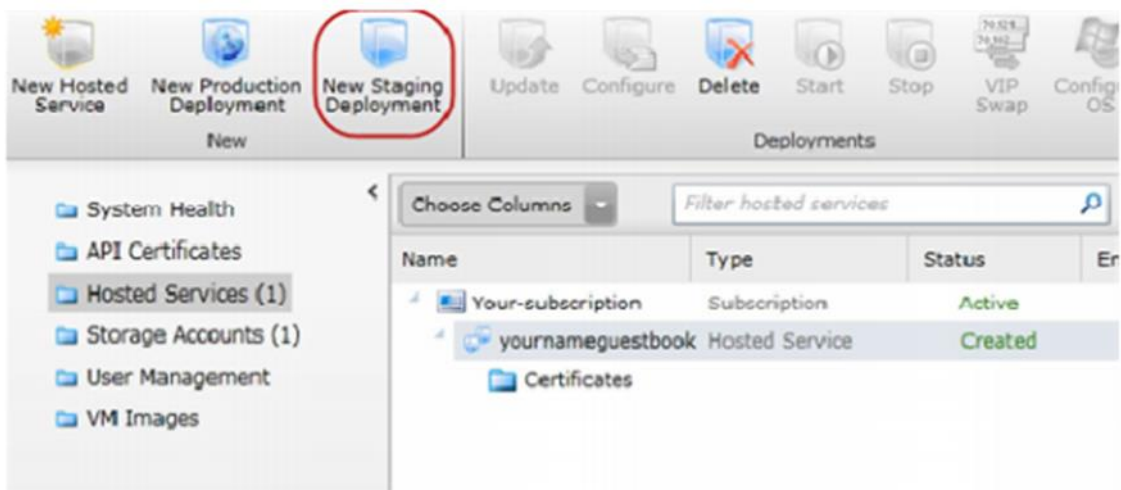 New Hosted Service
New Production Deployment
New Staging Deployment
Update
Configure
Delete
Start
Stop
VIP Swap
OS
New
Deployments
System Health
API Certificates
Hosted Services (1)
Storage Accounts (1)
User Management
VM Images
Choose Columns
Filter hosted services
Name Type Status
Your-subscription Subscription Active
yournameguestbook Hosted Service Created
Certificates